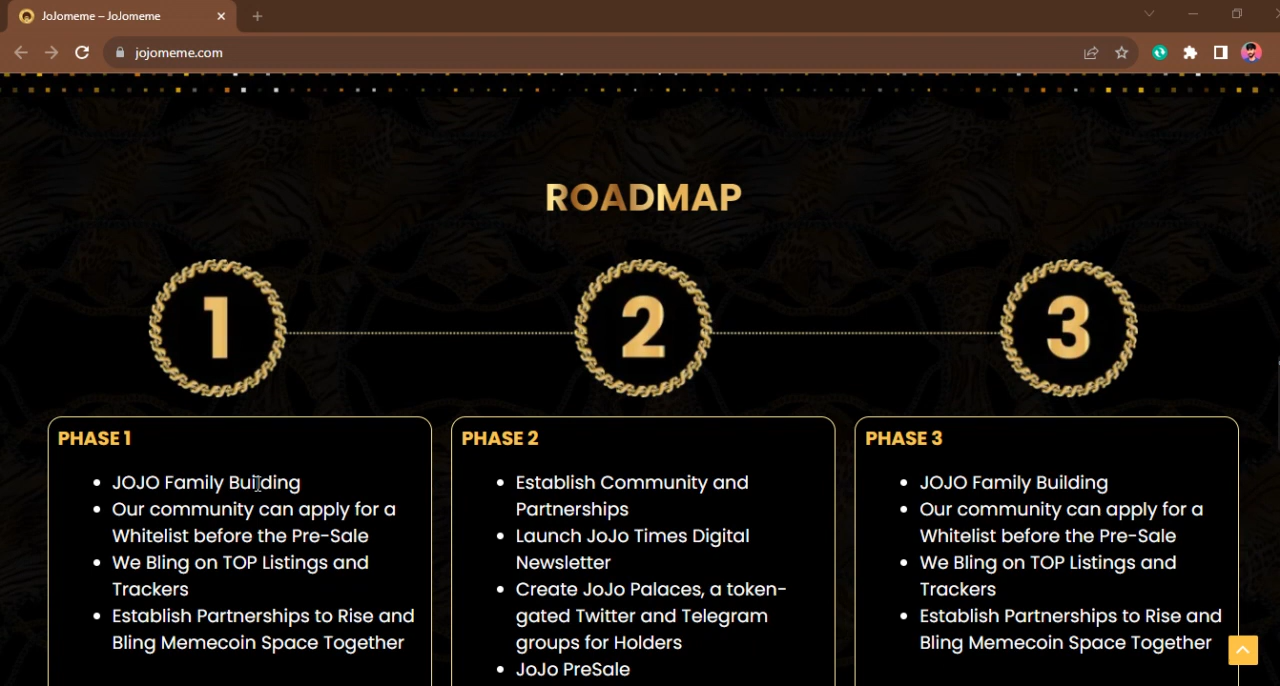 JoJomeme – JoJomeme
jojomeme.com
ROADMAP
1
2
3
PHASE 1
JOJO Family Building
Our community can apply for a
Whitelist before the Pre-Sale
We Bling on TOP Listings and
Trackers
Establish Partnerships to Rise and
Bling Memecoin Space Together
PHASE 2
Establish Community and
Partnerships
Launch JoJo Times Digital
Newsletter
Create JoJo Palaces, a token-
gated Twitter and Telegram
groups for Holders
JoJo PreSale
PHASE 3
JOJO Family Building
Our community can apply for a
Whitelist before the Pre-Sale
We Bling on TOP Listings and
Trackers
Establish Partnerships to Rise and
Bling Memecoin Space Together